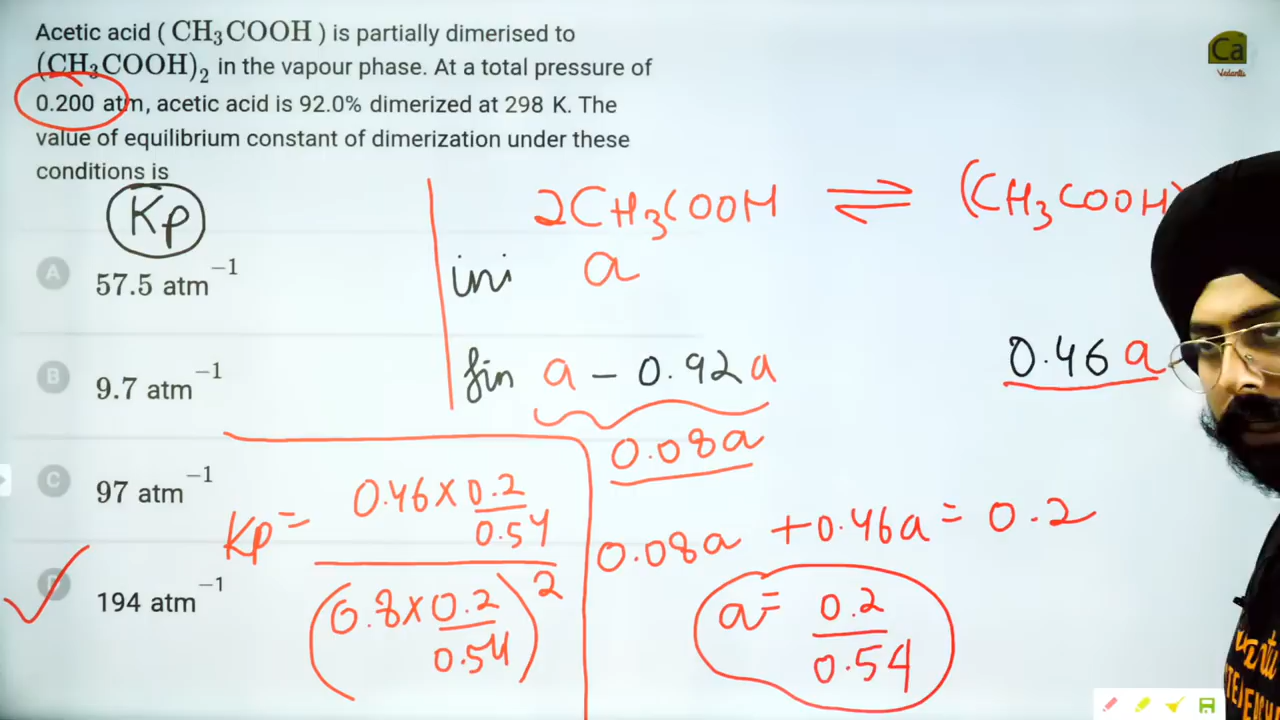 Acetic acid ( CH₃COOH ) is partially dimerised to
(CH₃COOH)₂ in the vapour phase. At a total pressure of
0.200 atm, acetic acid is 92.0% dimerized at 298 K. The
value of equilibrium constant of dimerization under these
conditions is
Kp
A 57.5 atm⁻¹
B 9.7 atm⁻¹
C 97 atm⁻¹
194 atm⁻¹
2CH₃COOH ⇌ (CH₃COOH)
ini a
fin a – 0.92a 0.46a
0.08a
0.08a + 0.46a = 0.2
a = 0.2/0.54
Kp = 0.46 × 0.2/0.54
(0.8 × 0.2/0.54)²
Ca
Vedantu